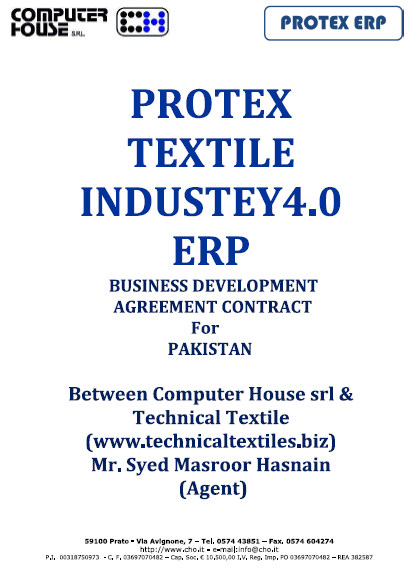 COMPUTER
HOUSE S.R.L. CH
PROTEX ERP
PROTEX
TEXTILE
INDUSTEY4.0
ERP
BUSINESS DEVELOPMENT
AGREEMENT CONTRACT
For
PAKISTAN
Between Computer House srl &
Technical Textile
(www.technicaltextiles.biz)
Mr. Syed Masroor Hasnain
(Agent)
59100 Prato • Via Avignone, 7 – Tel. 0574 43851 – Fax. 0574 604274
http://www.cho.it – e-mail:info@cho.it
P.I. 00318750973 - C. F. 03697070482 – Cap. Soc. € 10,500,00 I.V. Reg. Imp. PO 03697070482 – REA 382587